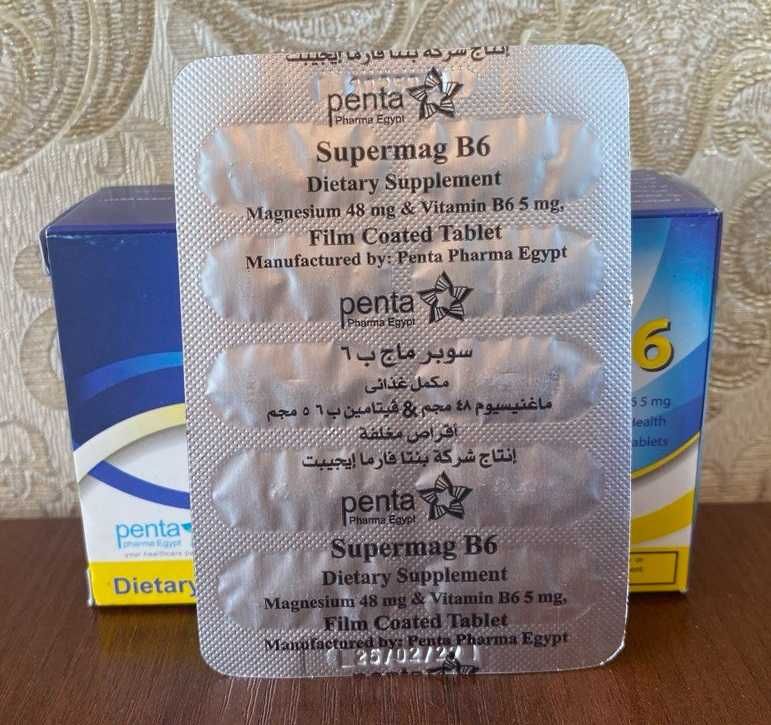 إنتاج شركة بنتا فارما إيجيبت
penta
Pharma Egypt
Supermag B6
Dietary Supplement
Magnesium 48 mg & Vitamin B6 5 mg,
Film Coated Tablet
Manufactured by: Penta Pharma Egypt
penta
Pharma Egypt
سوبر ماج ب ٦
مكمل غذائى
ماغنيسيوم ٤٨ مجم & ڤيتامين ب ٦ ٥ مجم
أقراص مغلفة
إنتاج شركة بنتا فارما إيجيبت
penta
Pharma Egypt
Supermag B6
Dietary Supplement
Magnesium 48 mg & Vitamin B6 5 mg,
Film Coated Tablet
Manufactured by: Penta Pharma Egypt
penta
pharma Egypt
your healthcare
Dietary
6
5 mg
ealth
ablets